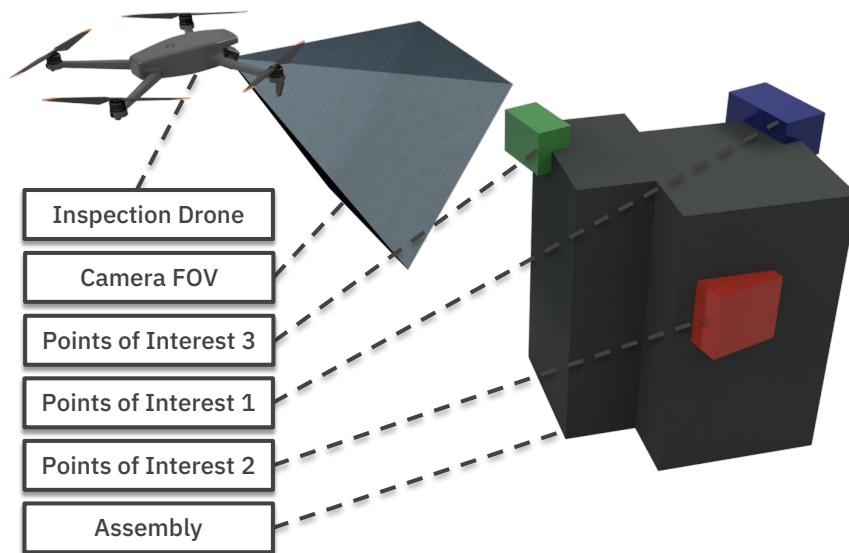 Inspection Drone
Camera FOV
Points of Interest 3
Points of Interest 1
Points of Interest 2
Assembly